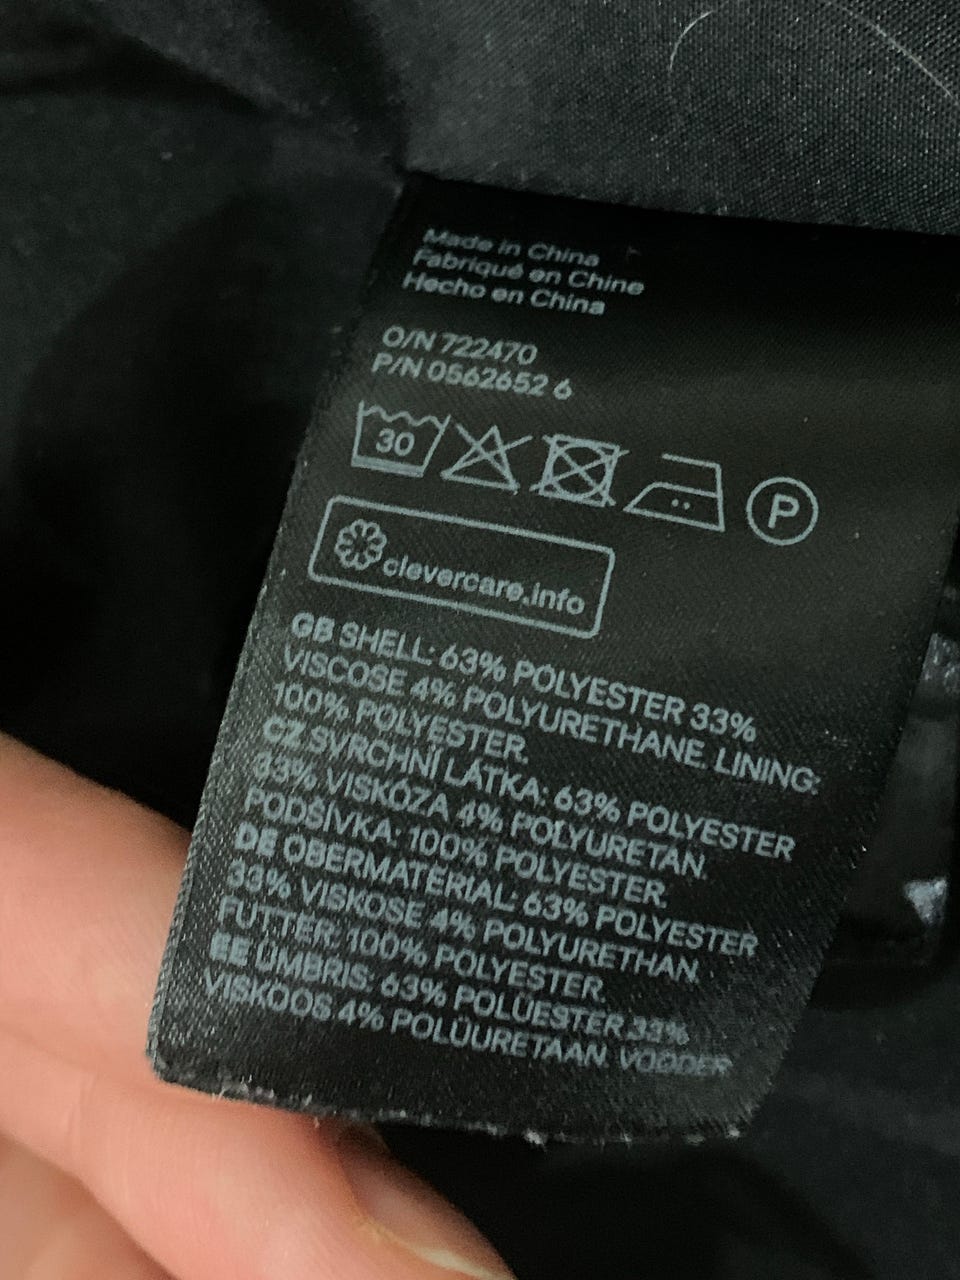 Made in China
Fabriqué en Chine
Hecho en China
O/N 722470
P/N 0562652 6
30
P
clevercare.info
GB SHELL: 63% POLYESTER 33%
VISCOSE 4% POLYURETHANE. LINING:
100% POLYESTER.
CZ SVRCHNÍ LÁTKA: 63% POLYESTER
33% VISKÓZA 4% POLYURETAN.
PODŠÍVKA: 100% POLYESTER.
DE OBERMATERIAL: 63% POLYESTER
33% VISKOSE 4% POLYURETHAN.
FUTTER: 100% POLYESTER.
EE ÜMBRIS: 63% POLÜESTER 33%
VISKOOS 4% POLÜURETAAN. VOODER